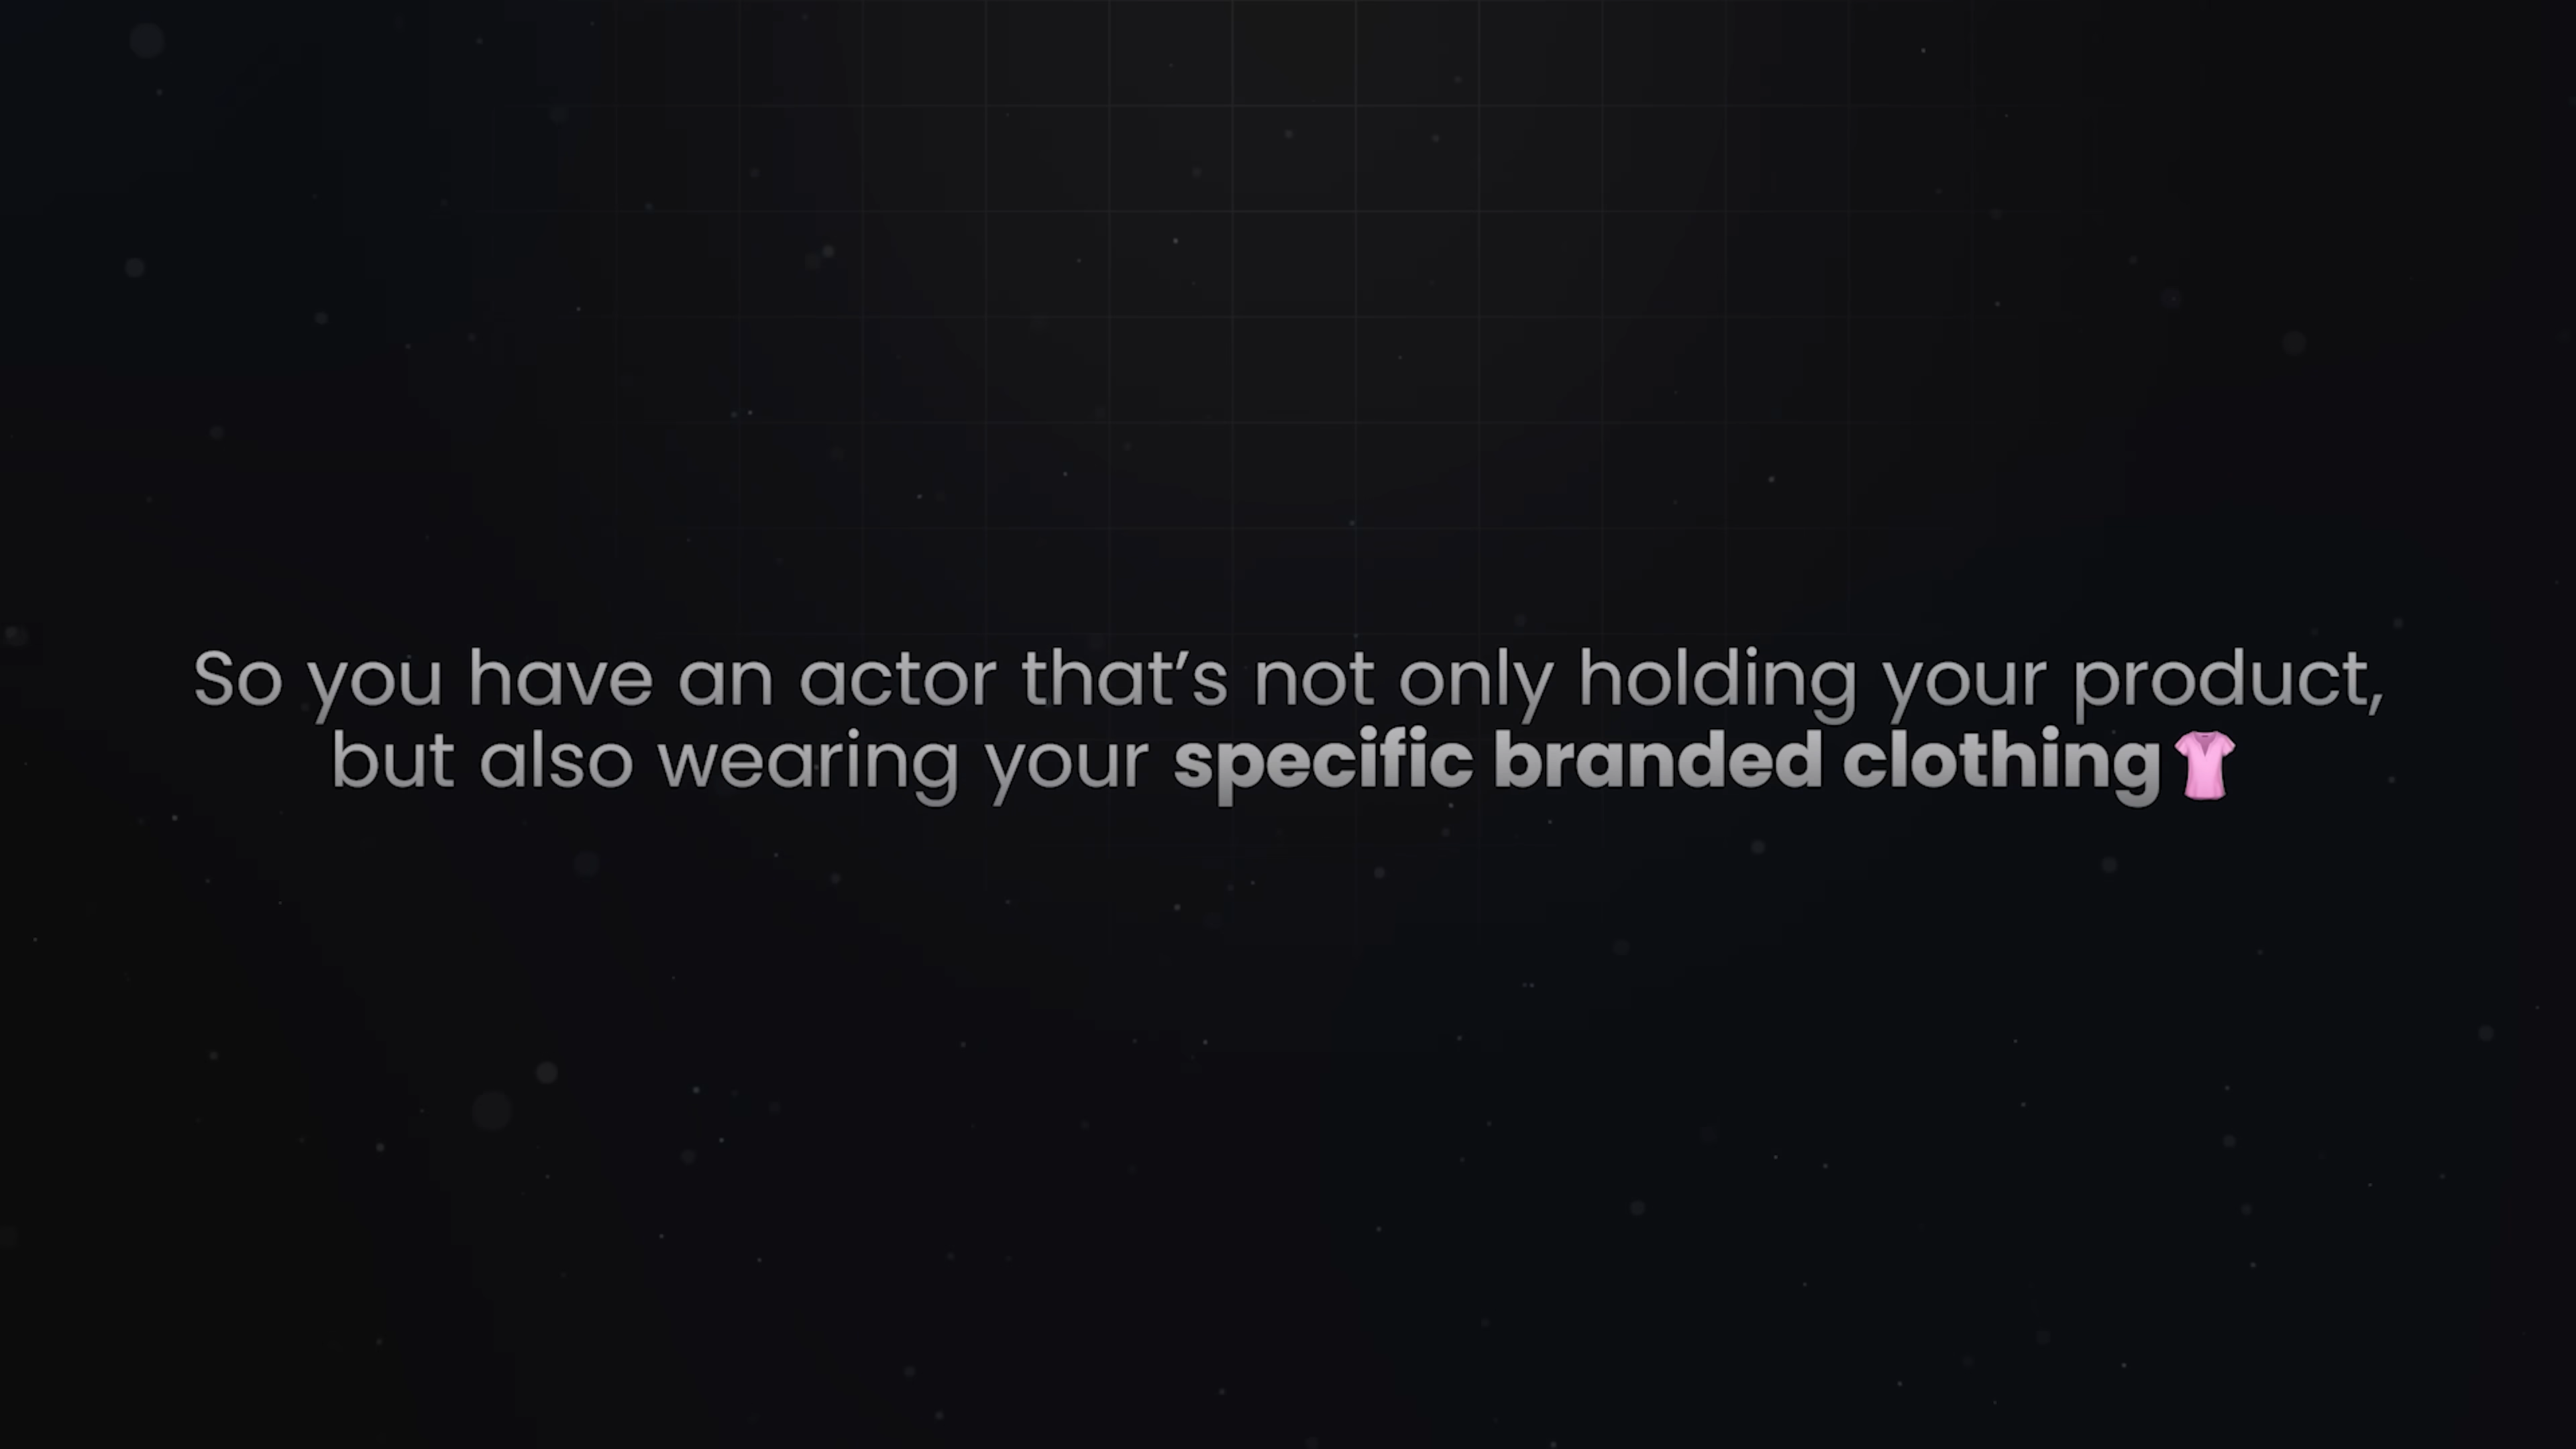 So you have an actor that’s not only holding your product,
but also wearing your specific branded clothing👚